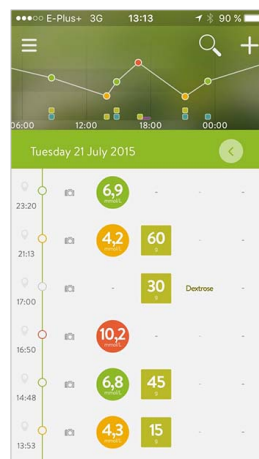 E-Plus+ 3G 13:13 90 %
06:00 12:00 18:00 00:00
Tuesday 21 July 2015
6,9
mmol/L
23:20
4,2 60
mmol/L g
21:13
30 Dextrose
g
17:00
10,2
mmol/L
16:50
6,8 45
mmol/L g
14:48
4,3 15
mmol/L g
13:53